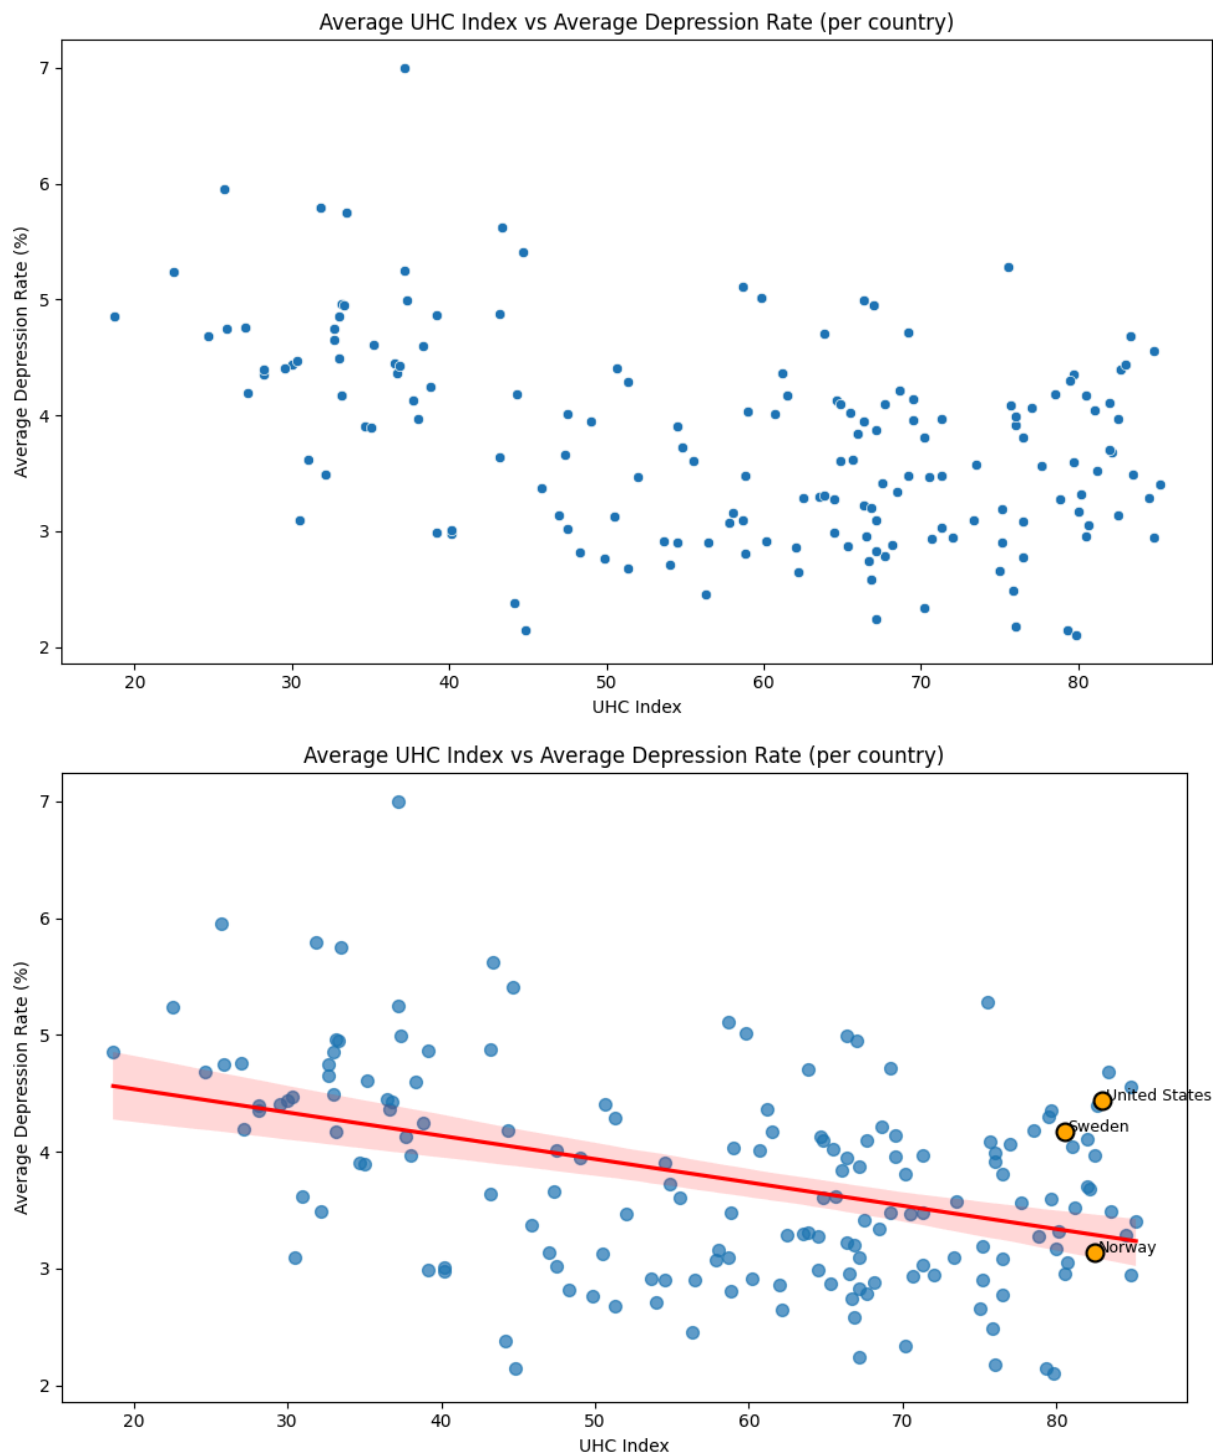 Average UHC Index vs Average Depression Rate (per country)
Average Depression Rate (%)
7
6
5
4
3
2
20 30 40 50 60 70 80
UHC Index
Average UHC Index vs Average Depression Rate (per country)
Average Depression Rate (%)
7
6
5
4
3
2
United States
Sweden
Norway
20 30 40 50 60 70 80
UHC Index